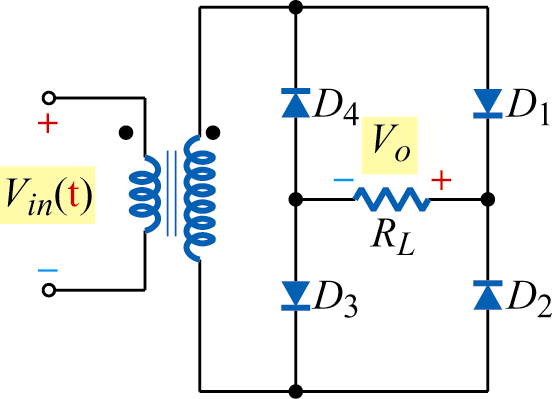 D4
D1
Vo
+
− +
Vin(t)
RL
−
D3
D2